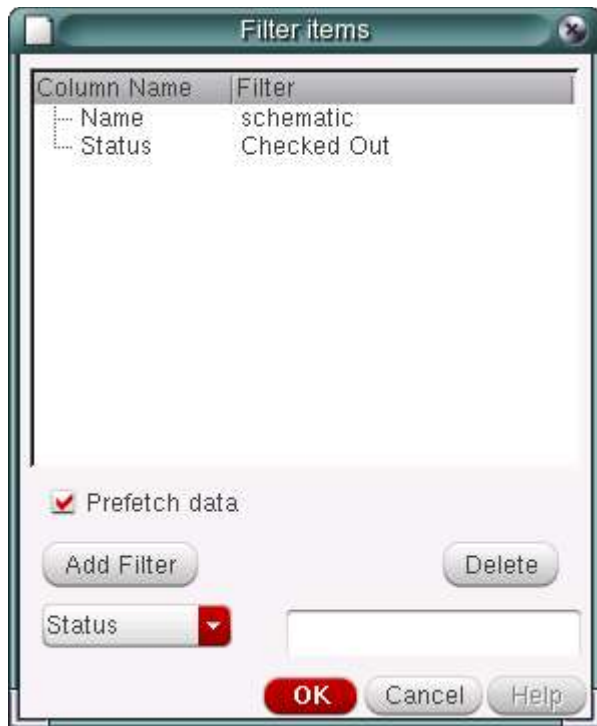 Filter items
Column Name Filter
Name schematic
Status Checked Out
Prefetch data
Add Filter Delete
Status
OK Cancel Help